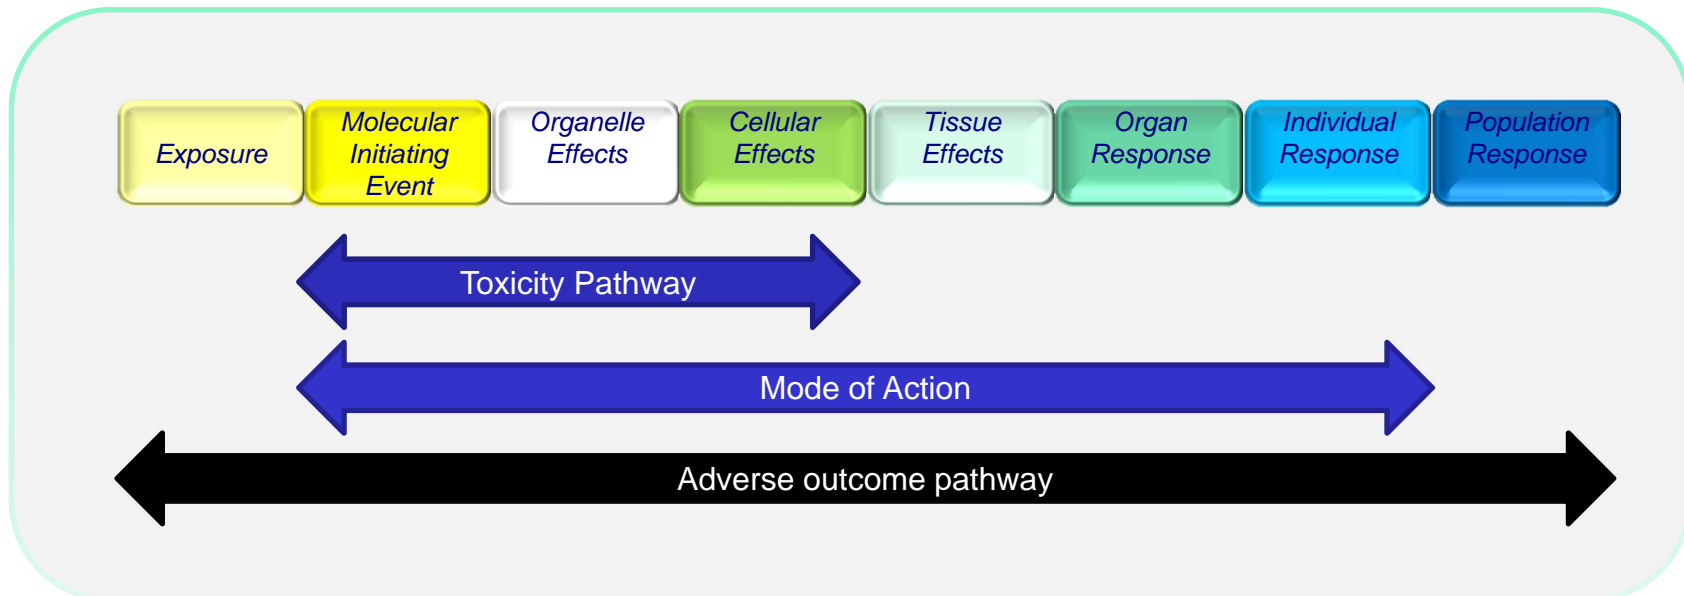 Exposure
Molecular
Initiating
Event
Organelle
Effects
Cellular
Effects
Tissue
Effects
Organ
Response
Individual
Response
Population
Response
Toxicity Pathway
Mode of Action
Adverse outcome pathway